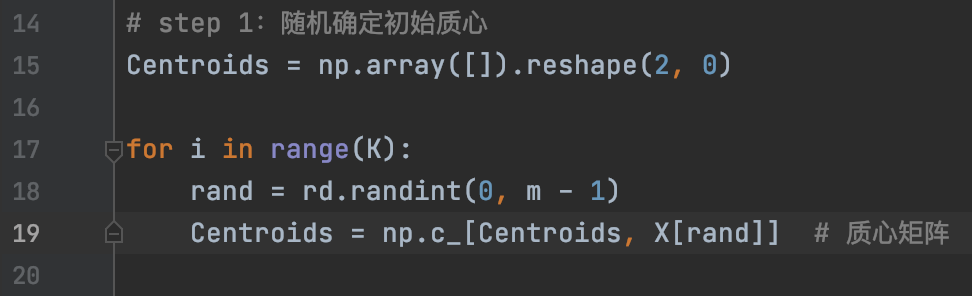 14 # step 1：随机确定初始质心
15 Centroids = np.array([]).reshape(2, 0)
16
17 for i in range(K):
18     rand = rd.randint(0, m - 1)
19     Centroids = np.c_[Centroids, X[rand]]  # 质心矩阵
20